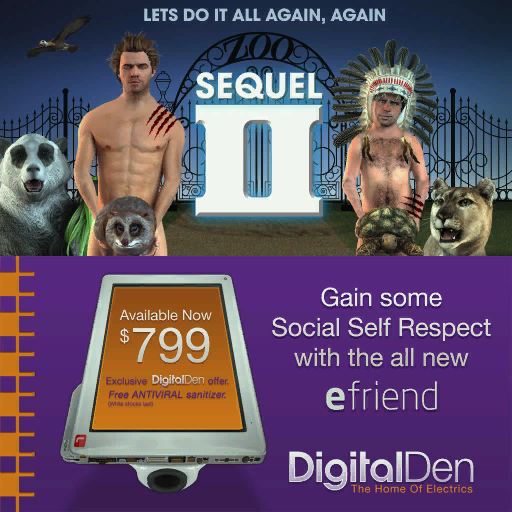 LETS DO IT ALL AGAIN, AGAIN
ZOO
SEQUEL
II
Available Now
$799
Exclusive DigitalDen offer.
Free ANTIVIRAL sanitizer.
(While stocks last)
Gain some
Social Self Respect
with the all new
efriend
DigitalDen
The Home Of Electrics